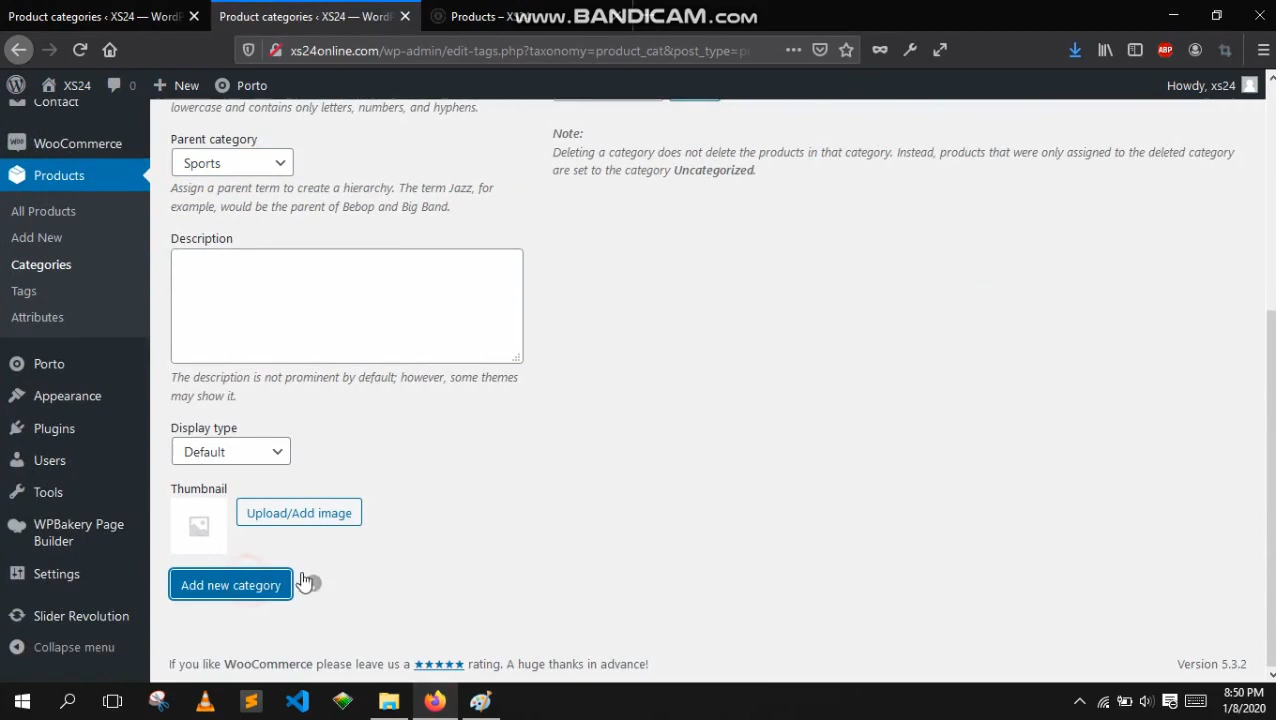 Product categories ‹ XS24 — WordP
Product categories ‹ XS24 — WordP
Products – XS
www.BANDICAM.com
xs24online.com/wp-admin/edit-tags.php?taxonomy=product_cat&post_type=p
ABP
XS24
0
New
Porto
Howdy, xs24
Contact
WooCommerce
Products
All Products
Add New
Categories
Tags
Attributes
Porto
Appearance
Plugins
Users
Tools
WPBakery Page
Builder
Settings
Slider Revolution
Collapse menu
lowercase and contains only letters, numbers, and hyphens.
Parent category
Sports
Assign a parent term to create a hierarchy. The term Jazz, for
example, would be the parent of Bebop and Big Band.
Description
The description is not prominent by default; however, some themes
may show it.
Display type
Default
Thumbnail
Upload/Add image
Add new category
Note:
Deleting a category does not delete the products in that category. Instead, products that were only assigned to the deleted category
are set to the category Uncategorized.
If you like WooCommerce please leave us a ★★★★★ rating. A huge thanks in advance!
Version 5.3.2
8:50 PM
1/8/2020